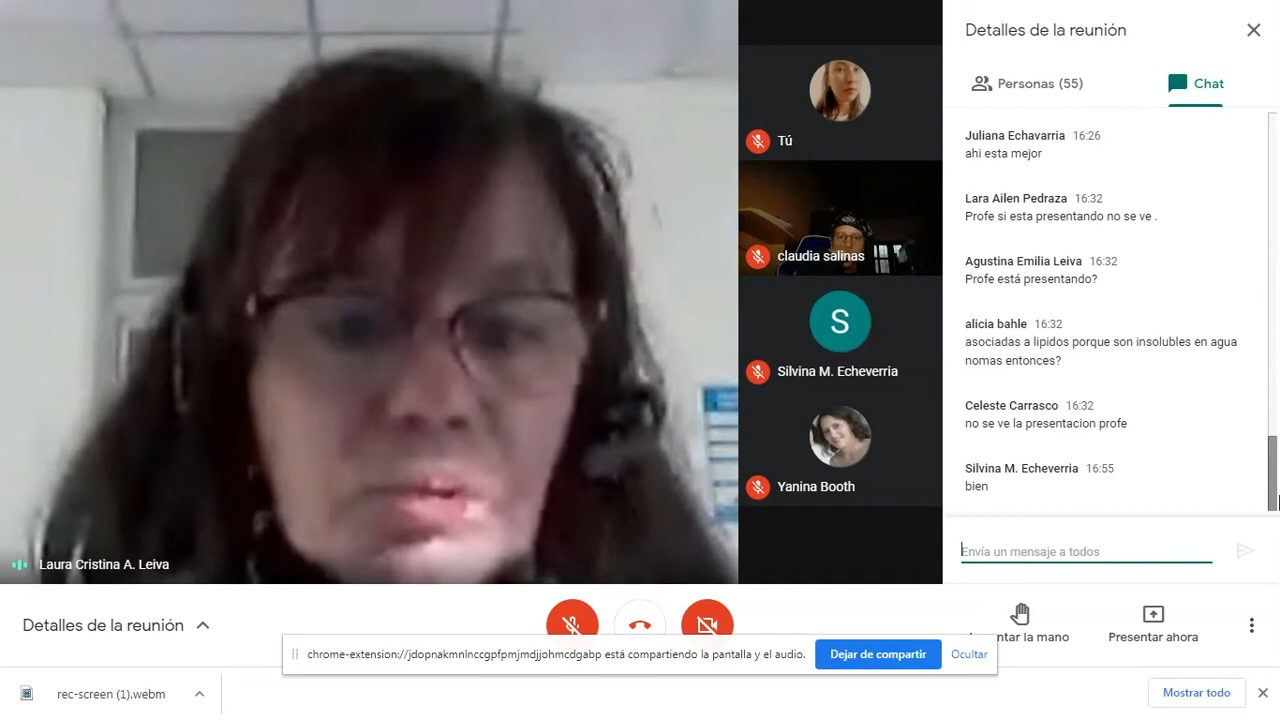 Detalles de la reunión
Personas (55)
Chat
Juliana Echavarria 16:26
ahi esta mejor
Lara Ailen Pedraza 16:32
Profe si esta presentando no se ve .
Agustina Emilia Leiva 16:32
Profe está presentando?
alicia bahle 16:32
asociadas a lipidos porque son insolubles en agua
nomas entonces?
Celeste Carrasco 16:32
no se ve la presentacion profe
Silvina M. Echeverria 16:55
bien
Envía un mensaje a todos
Tú
claudia salinas
S
Silvina M. Echeverria
Yanina Booth
Laura Cristina A. Leiva
Detalles de la reunión
ntar la mano
Presentar ahora
chrome-extension://jdopnakmnlnccgpfpmjmdjjohmcdgabp está compartiendo la pantalla y el audio.
Dejar de compartir
Ocultar
rec-screen (1).webm
Mostrar todo